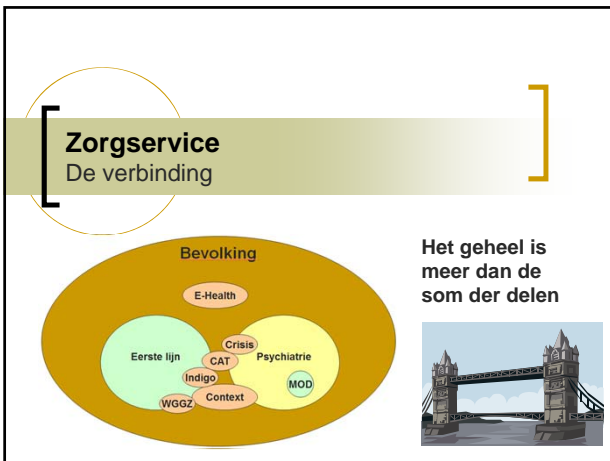 Zorgservice
De verbinding
Bevolking
E-Health
Eerste lijn
Crisis
CAT
Psychiatrie
Indigo
MOD
WGGZ
Context
Het geheel is
meer dan de
som der delen